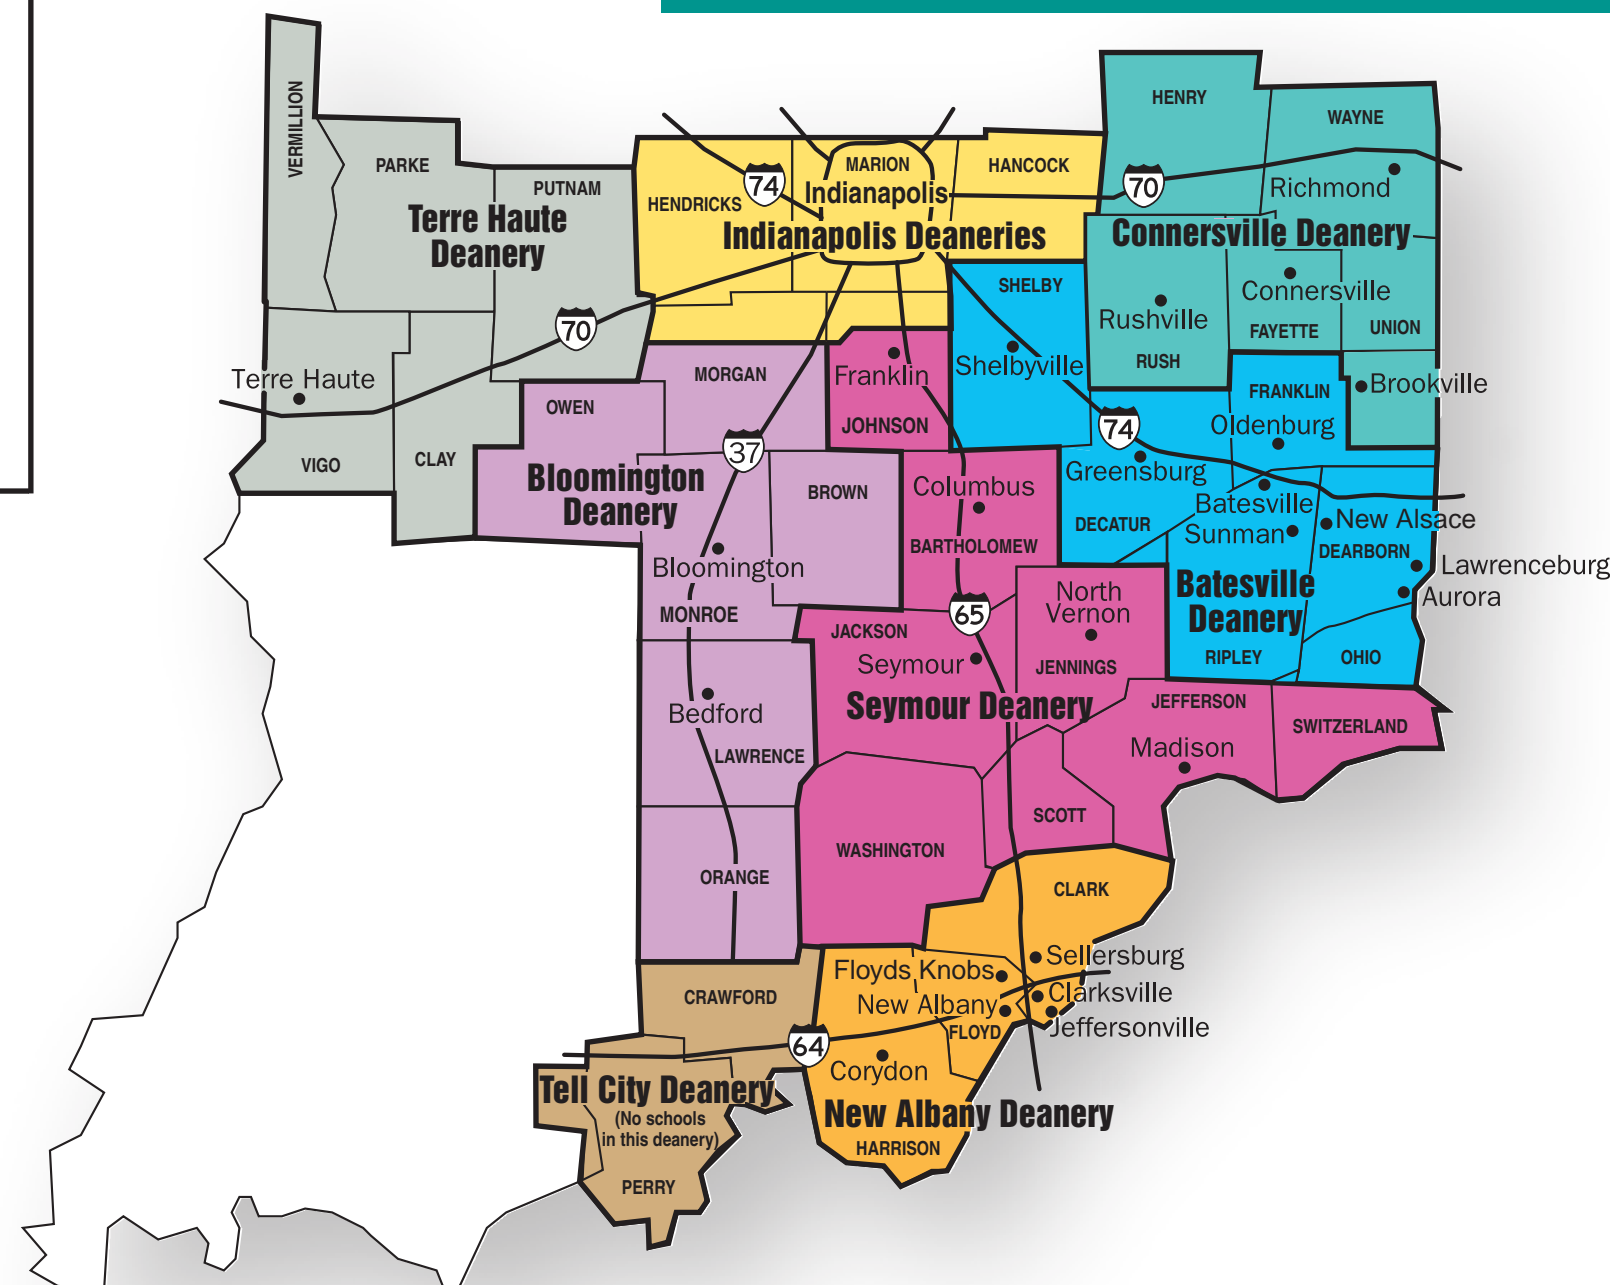 VERMILLION
PARKE
PUTNAM
Terre Haute
Deanery
70
Terre Haute
VIGO
CLAY
HENDRICKS
74
MARION
Indianapolis
HANCOCK
Indianapolis Deaneries
HENRY
WAYNE
70
Richmond
Connersville Deanery
Connersville
Rushville
FAYETTE
UNION
RUSH
Brookville
SHELBY
Shelbyville
FRANKLIN
Oldenburg
74
Greensburg
Batesville
New Alsace
Sunman
DECATUR
DEARBORN
Lawrenceburg
Batesville
Deanery
Aurora
RIPLEY
OHIO
MORGAN
OWEN
37
Bloomington
Deanery
BROWN
Bloomington
MONROE
Bedford
LAWRENCE
ORANGE
Franklin
JOHNSON
Columbus
BARTHOLOMEW
65
North
Vernon
JACKSON
Seymour
JENNINGS
Seymour Deanery
JEFFERSON
SWITZERLAND
Madison
SCOTT
WASHINGTON
CLARK
Sellersburg
Floyds Knobs
Clarksville
New Albany
Jeffersonville
FLOYD
64
Corydon
New Albany Deanery
HARRISON
CRAWFORD
Tell City Deanery
(No schools
in this deanery)
PERRY